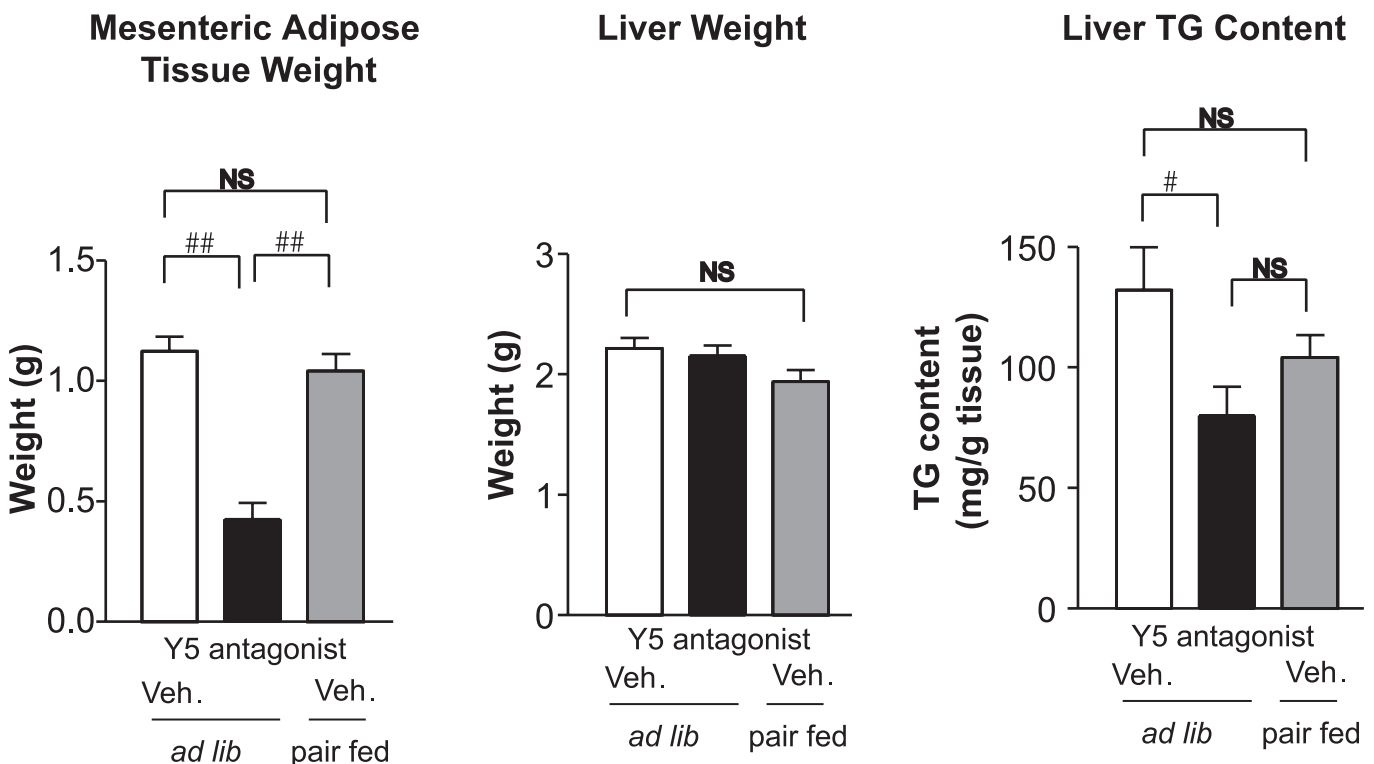 Mesenteric Adipose
Tissue Weight
NS
## ##
1.5
1.0
0.5
0.0
Weight (g)
Y5 antagonist
Veh. Veh.
ad lib pair fed
Liver Weight
NS
3
2
1
0
Weight (g)
Y5 antagonist
Veh. Veh.
ad lib pair fed
Liver TG Content
NS
#
NS
150
100
50
0
TG content
(mg/g tissue)
Y5 antagonist
Veh. Veh.
ad lib pair fed